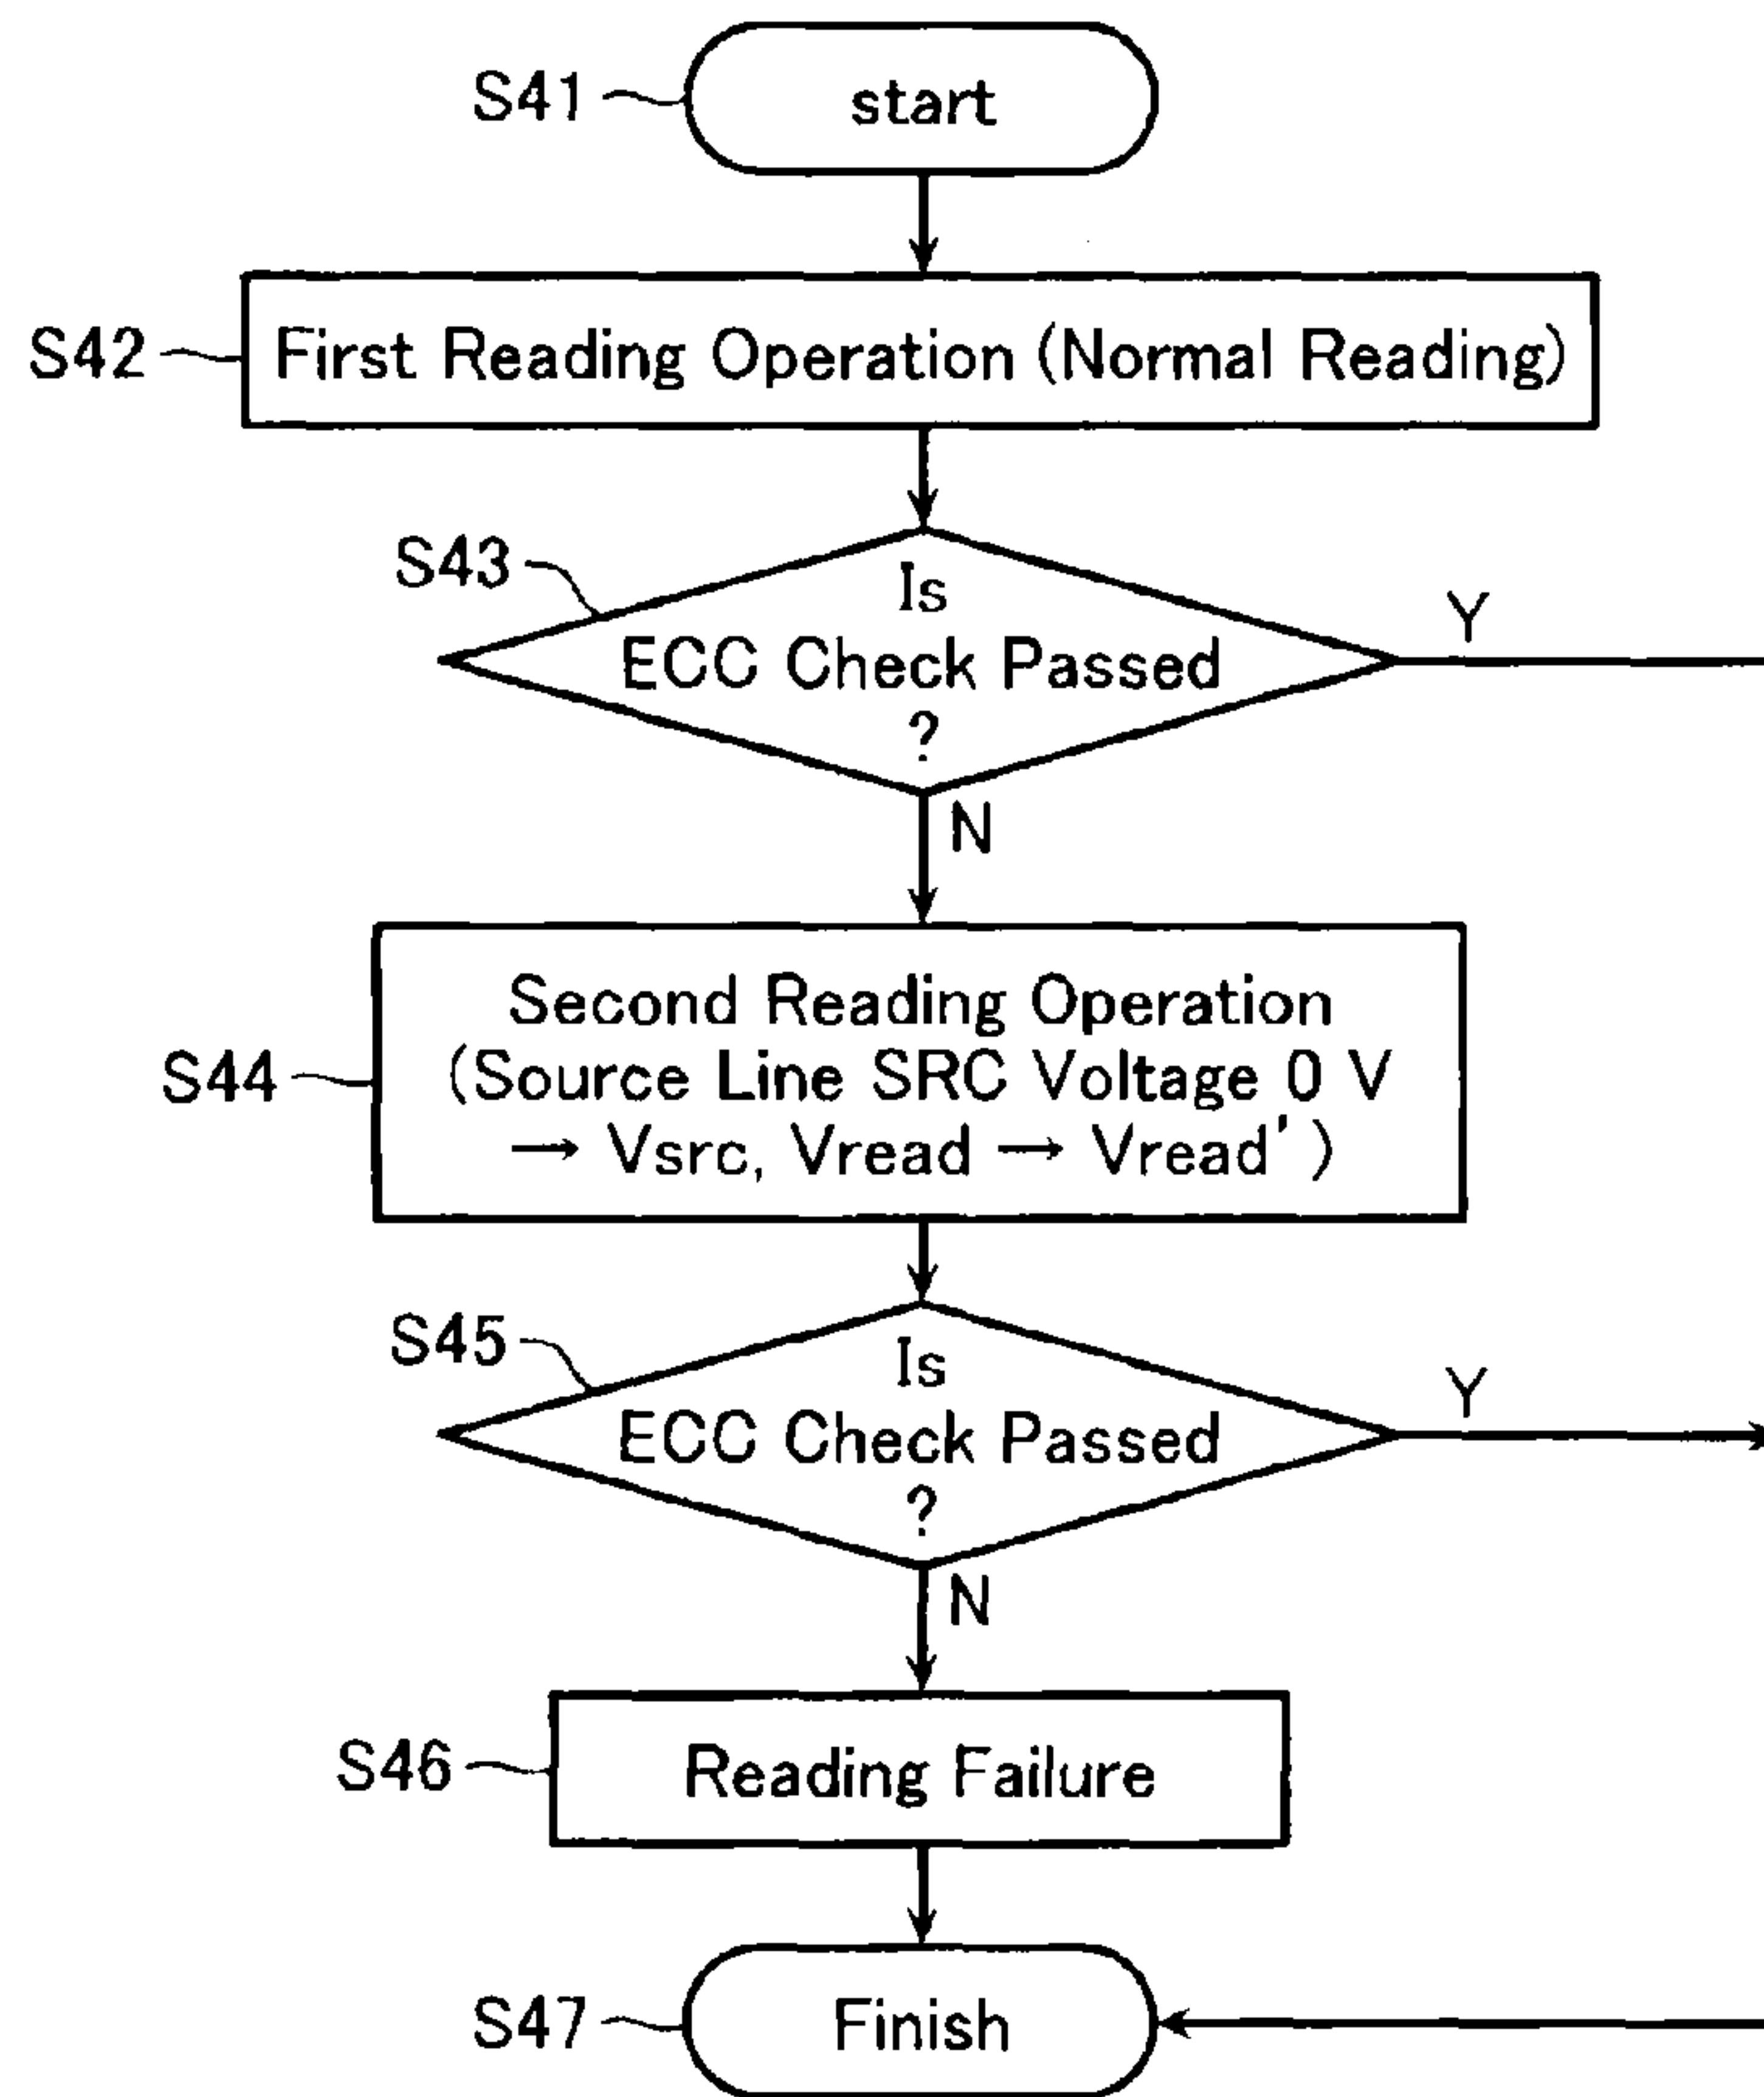 S41
start
S42
First Reading Operation (Normal Reading)
S43
Is
ECC Check Passed
?
Y
N
S44
Second Reading Operation
(Source Line SRC Voltage 0 V
→ Vsrc, Vread → Vread')
S45
Is
ECC Check Passed
?
Y
N
S46
Reading Failure
S47
Finish